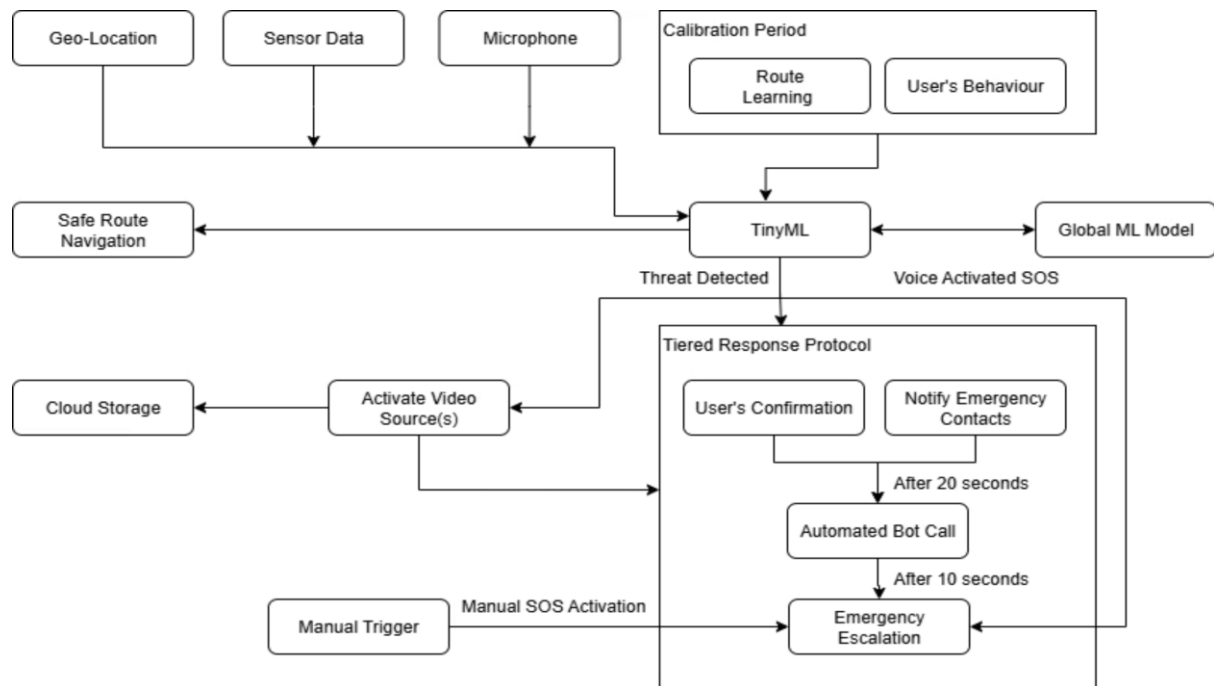 Geo-Location
Sensor Data
Microphone
Calibration Period
Route
Learning
User's Behaviour
Safe Route
Navigation
TinyML
Global ML Model
Threat Detected
Voice Activated SOS
Tiered Response Protocol
Cloud Storage
Activate Video
Source(s)
User's Confirmation
Notify Emergency
Contacts
After 20 seconds
Automated Bot Call
After 10 seconds
Manual Trigger
Manual SOS Activation
Emergency
Escalation